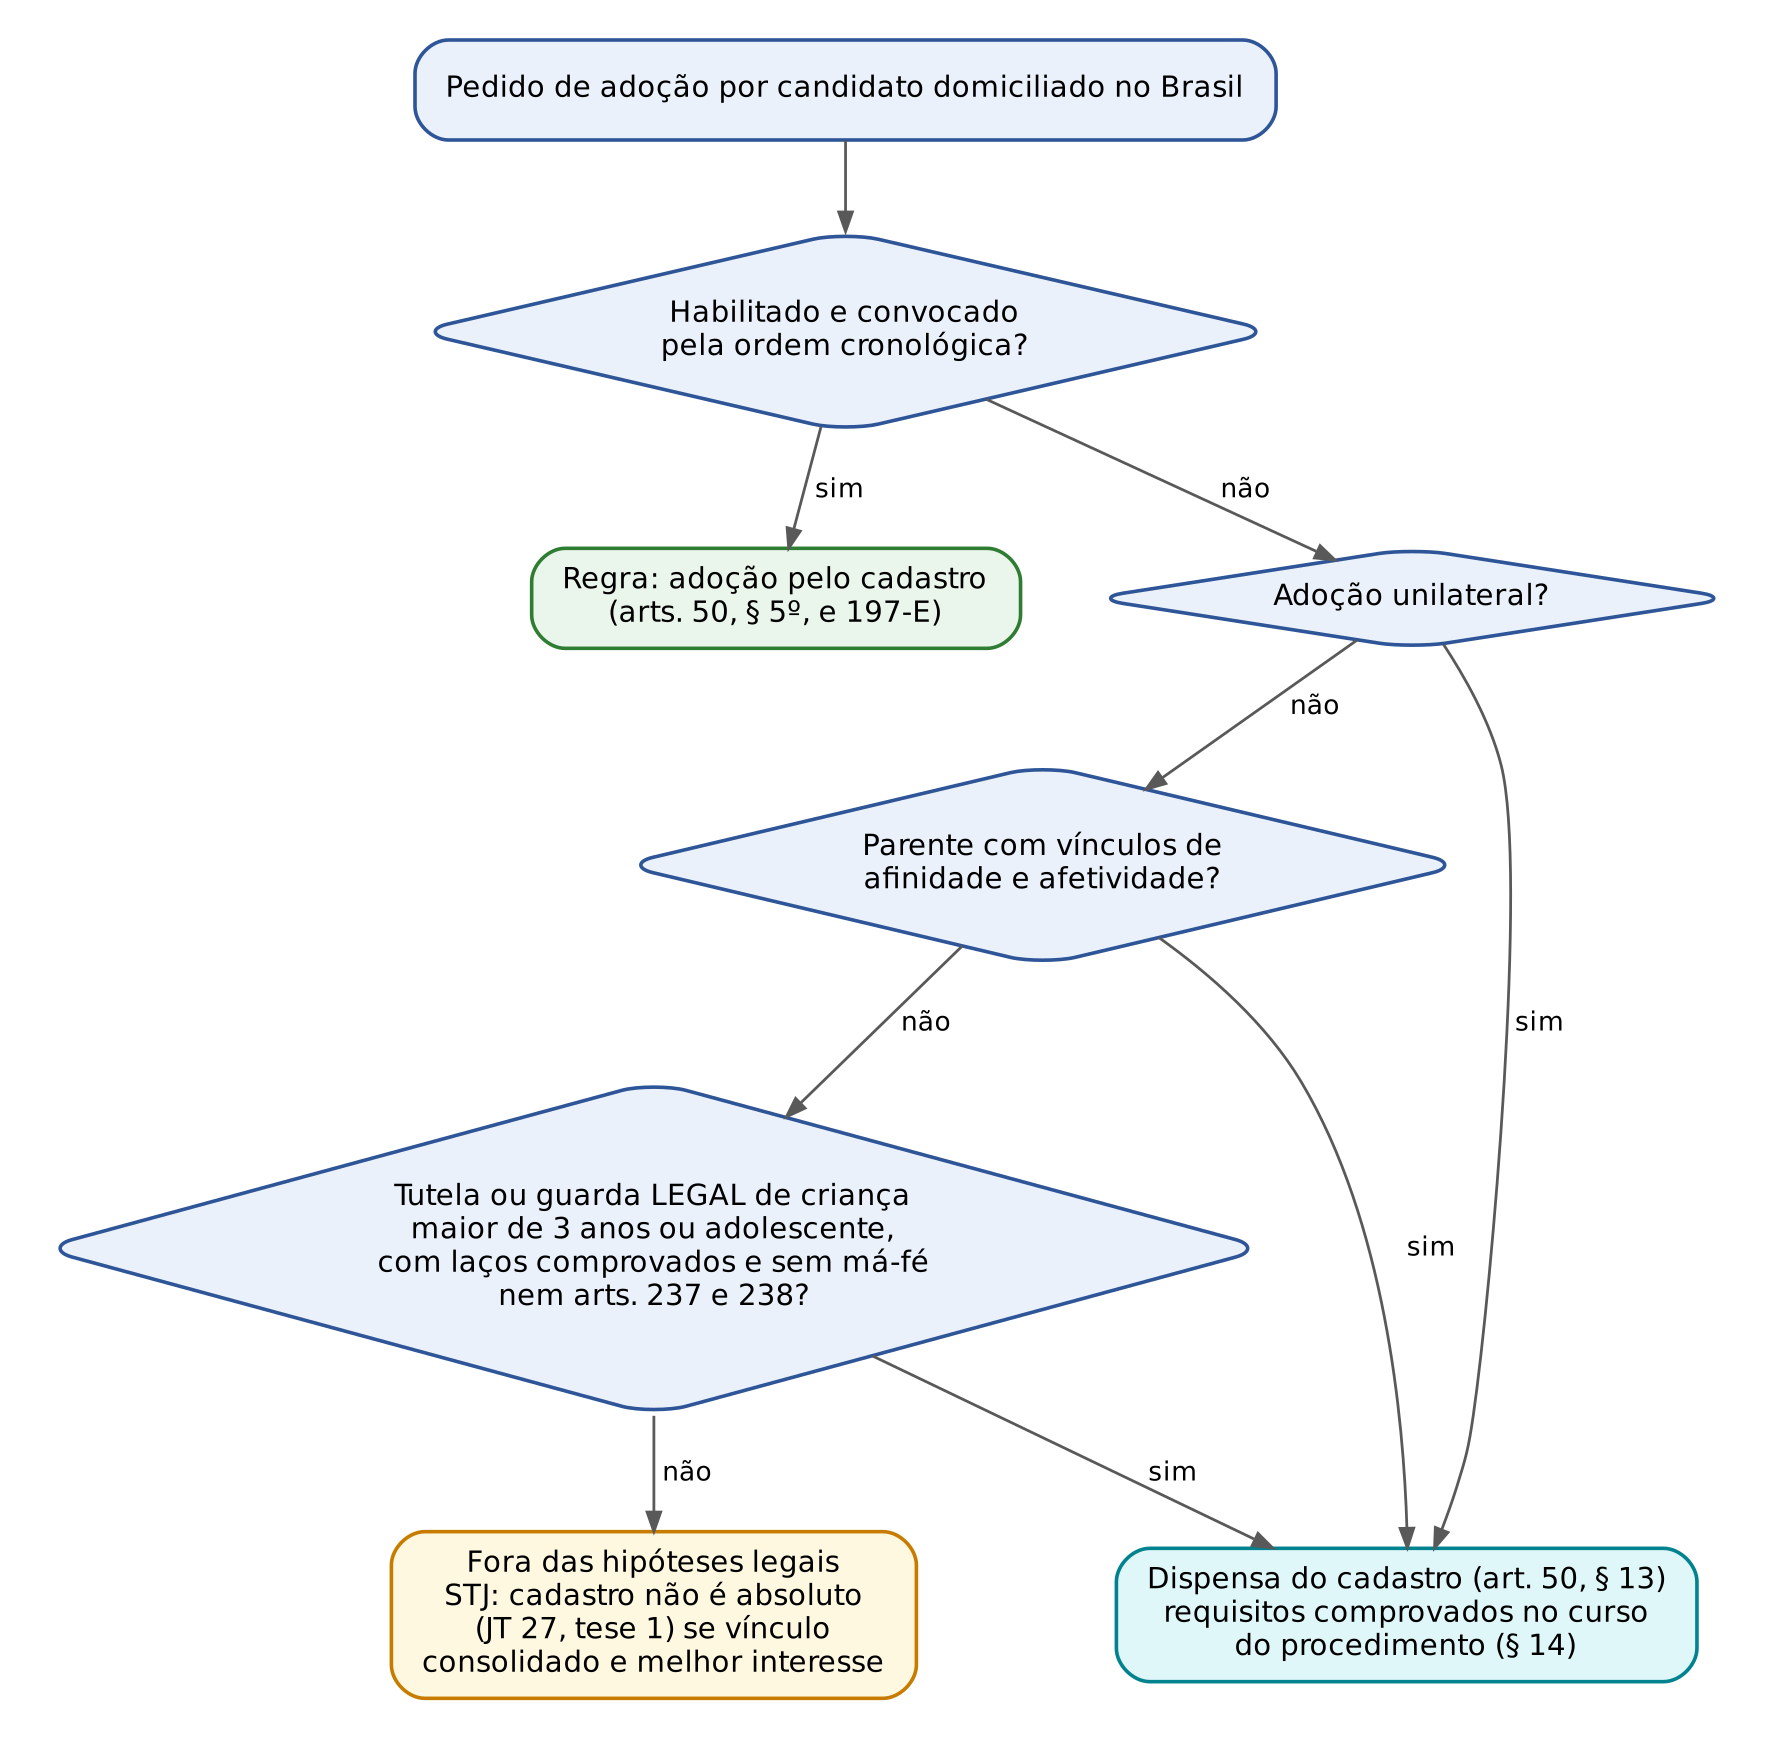 Pedido de adoção por candidato domiciliado no Brasil
Habilitado e convocado
pela ordem cronológica?
sim
não
Regra: adoção pelo cadastro
(arts. 50, § 5º, e 197-E)
Adoção unilateral?
não
Parente com vínculos de
afinidade e afetividade?
não
sim
Tutela ou guarda LEGAL de criança
maior de 3 anos ou adolescente,
com laços comprovados e sem má-fé
nem arts. 237 e 238?
sim
não
sim
Fora das hipóteses legais
STJ: cadastro não é absoluto
(JT 27, tese 1) se vínculo
consolidado e melhor interesse
Dispensa do cadastro (art. 50, § 13)
requisitos comprovados no curso
do procedimento (§ 14)